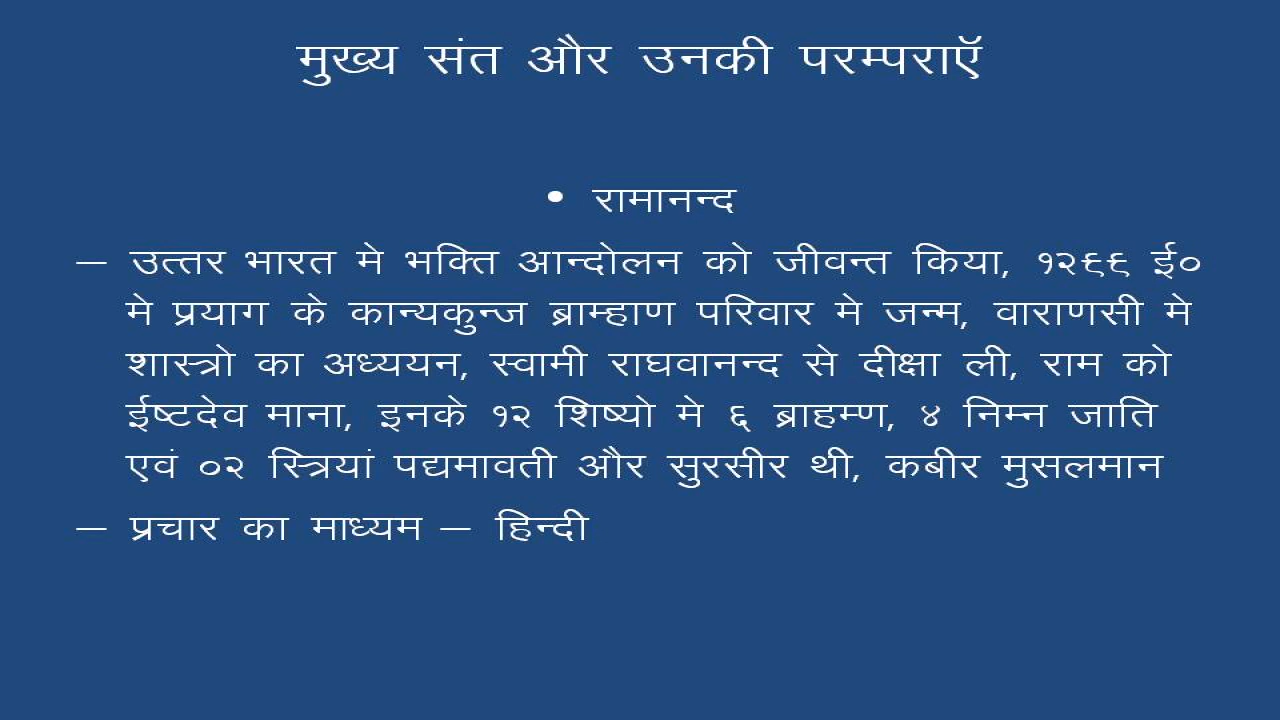 मुख्य संत और उनकी परम्पराऍ
• रामानन्द
– उत्तर भारत मे भक्ति आन्दोलन को जीवन्त किया, १२९९ ई०
मे प्रयाग के कान्यकुन्ज ब्राम्हाण परिवार मे जन्म, वाराणसी मे
शास्त्रो का अध्ययन, स्वामी राघवानन्द से दीक्षा ली, राम को
ईष्टदेव माना, इनके १२ शिष्यो मे ६ ब्राहम्ण, ४ निम्न जाति
एवं ०२ स्त्रियां पद्यमावती और सुरसीर थी, कबीर मुसलमान
– प्रचार का माध्यम – हिन्दी